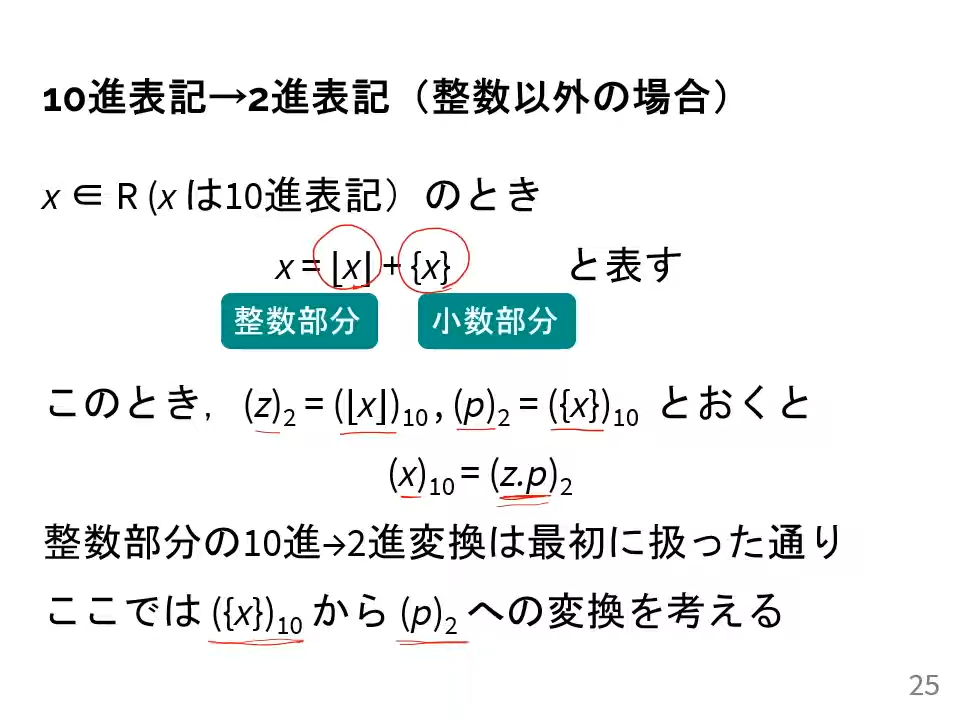 10進表記→2進表記（整数以外の場合）
x ∈ R (x は10進表記）のとき
x = ⌊x⌋ + {x} と表す
整数部分 小数部分
このとき，(z)₂ = (⌊x⌋)₁₀ , (p)₂ = ({x})₁₀ とおくと
(x)₁₀ = (z.p)₂
整数部分の10進→2進変換は最初に扱った通り
ここでは ({x})₁₀ から (p)₂ への変換を考える
25